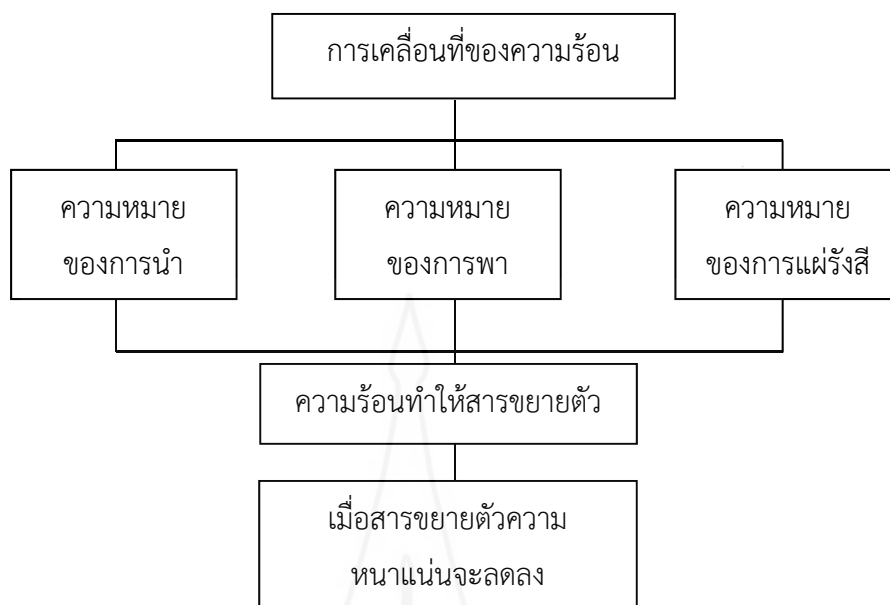 การเคลื่อนที่ของความร้อน
ความหมาย
ของการนำ
ความหมาย
ของการพา
ความหมาย
ของการแผ่รังสี
ความร้อนทำให้สารขยายตัว
เมื่อสารขยายตัวความ
หนาแน่นจะลดลง